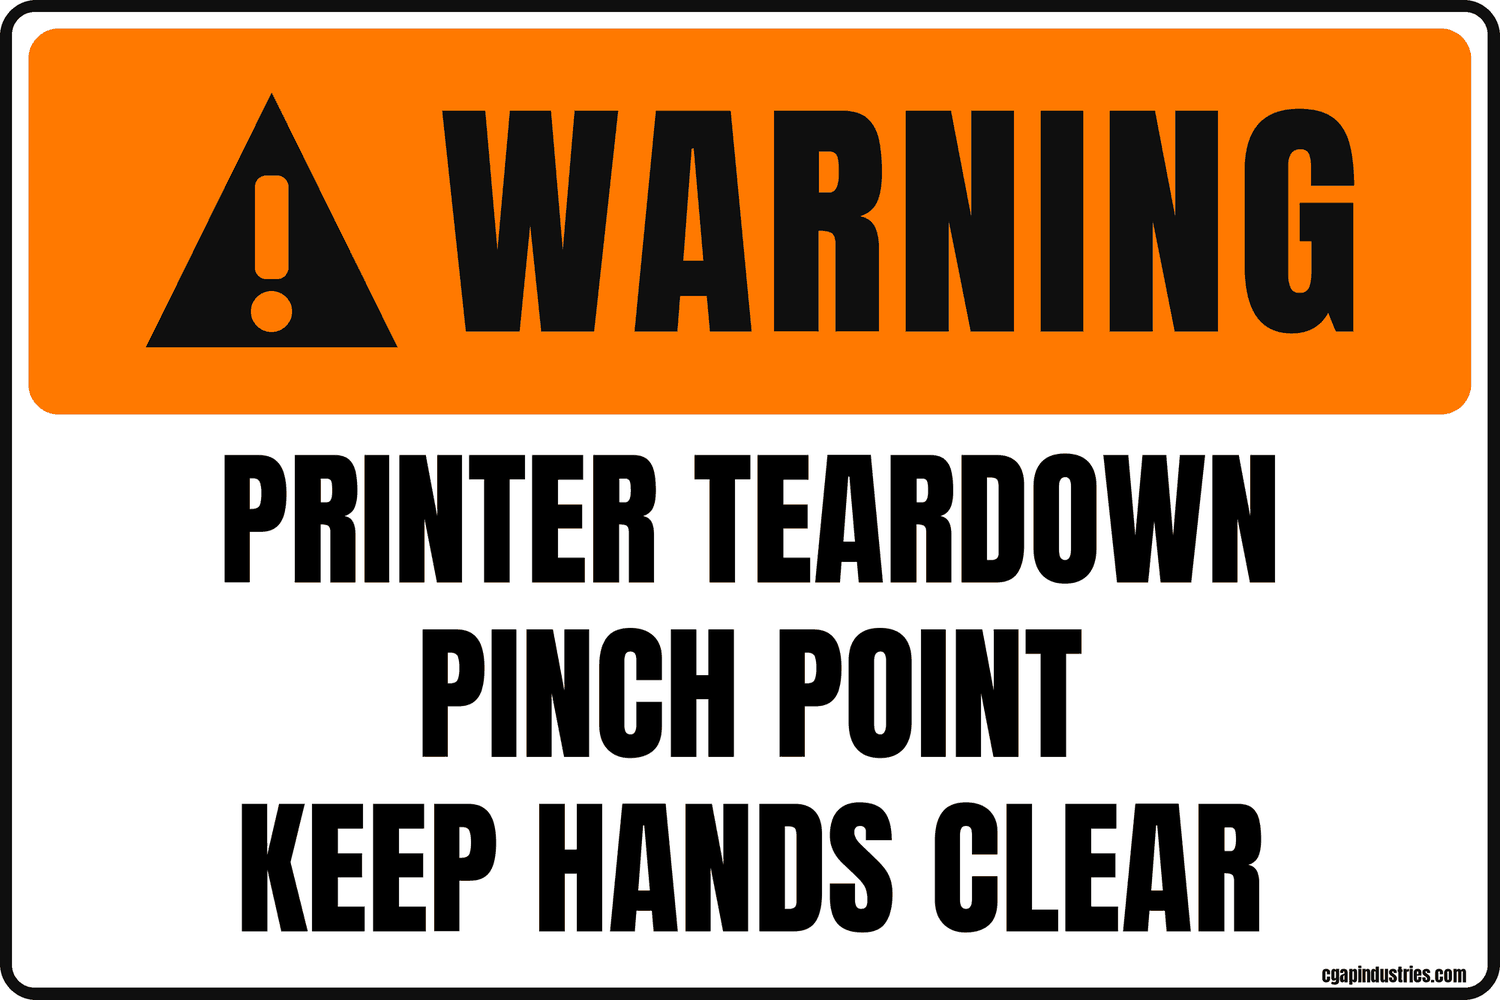 WARNING
PRINTER TEARDOWN
PINCH POINT
KEEP HANDS CLEAR
cgapindustries.com